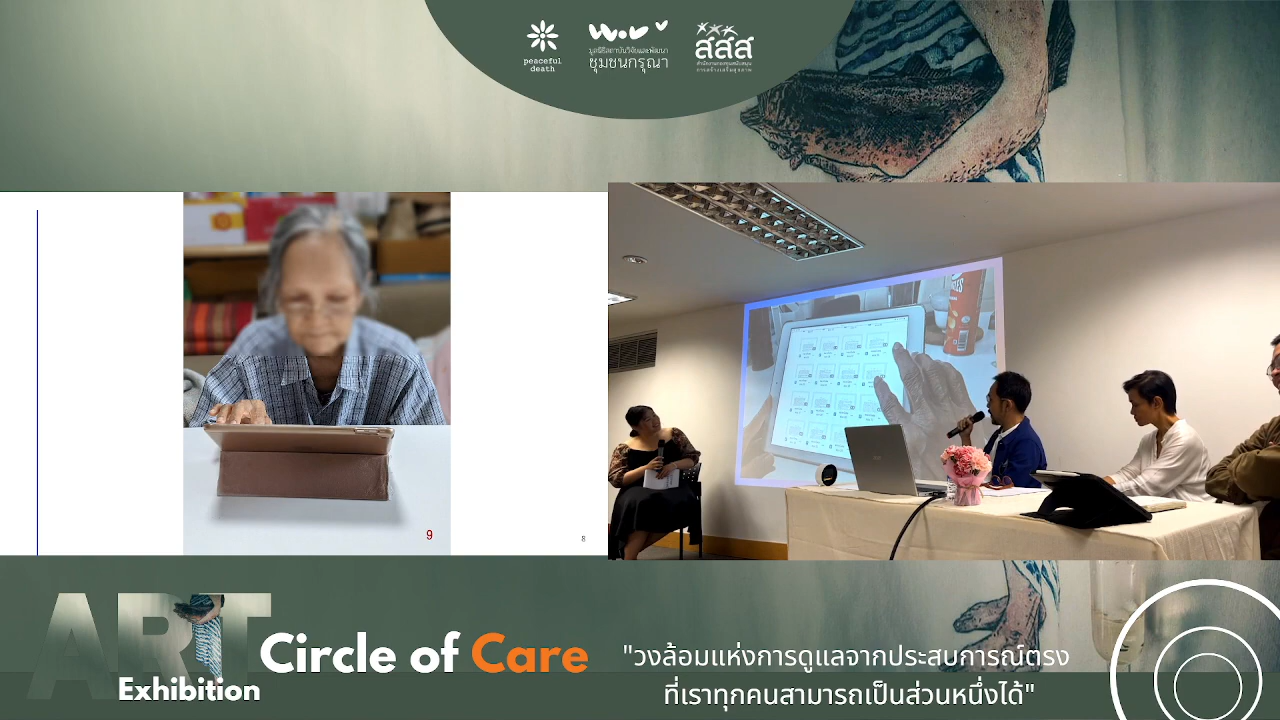 peaceful
death
มูลนิธิสถาบันวิจัยและพัฒนา
ชุมชนกรุณา
สสส
สำนักงานกองทุนสนับสนุน
การสร้างเสริมสุขภาพ
9
8
ART
Exhibition
Circle of Care
"วงล้อมแห่งการดูแลจากประสบการณ์ตรง
ที่เราทุกคนสามารถเป็นส่วนหนึ่งได้"